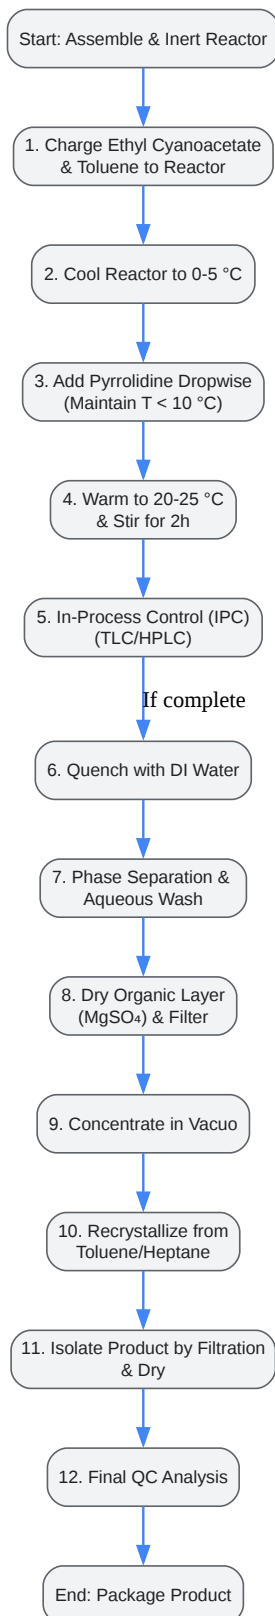 Start: Assemble & Inert Reactor
1. Charge Ethyl Cyanoacetate
& Toluene to Reactor
2. Cool Reactor to 0-5 °C
3. Add Pyrrolidine Dropwise
(Maintain T < 10 °C)
4. Warm to 20-25 °C
& Stir for 2h
5. In-Process Control (IPC)
(TLC/HPLC)
If complete
6. Quench with DI Water
7. Phase Separation &
Aqueous Wash
8. Dry Organic Layer
(MgSO₄) & Filter
9. Concentrate in Vacuo
10. Recrystallize from
Toluene/Heptane
11. Isolate Product by Filtration
& Dry
12. Final QC Analysis
End: Package Product